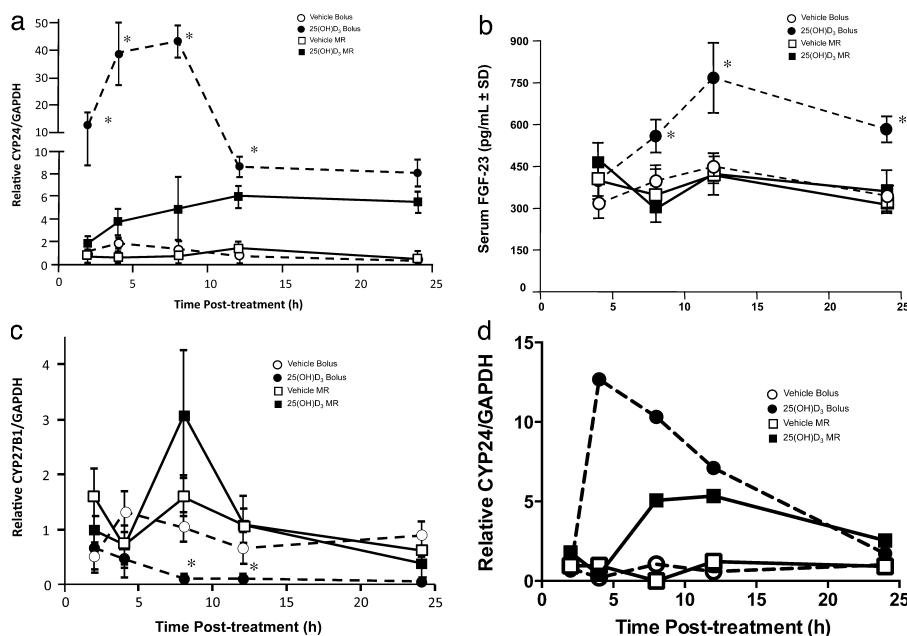 a
Relative CYP24/GAPDH
50
40
30
20
10
8
6
4
2
0
0 5 10 15 20 25
Time Post-treatment (h)
Vehicle Bolus
25(OH)D₃ Bolus
Vehicle MR
25(OH)D₃ MR
*
*
*
*
b
Serum FGF-23 (pg/mL ± SD)
900
750
600
450
300
150
0
0 5 10 15 20 25
Vehicle Bolus
25(OH)D₃ Bolus
Vehicle MR
25(OH)D₃ MR
*
*
*
c
Relative CYP27B1/GAPDH
4
3
2
1
0
0 5 10 15 20 25
Time Post-treatment (h)
Vehicle Bolus
25(OH)D₃ Bolus
Vehicle MR
25(OH)D₃ MR
*
*
d
Relative CYP24/GAPDH
15
10
5
0
0 5 10 15 20 25
Time Post-treatment (h)
Vehicle Bolus
25(OH)D₃ Bolus
Vehicle MR
25(OH)D₃ MR